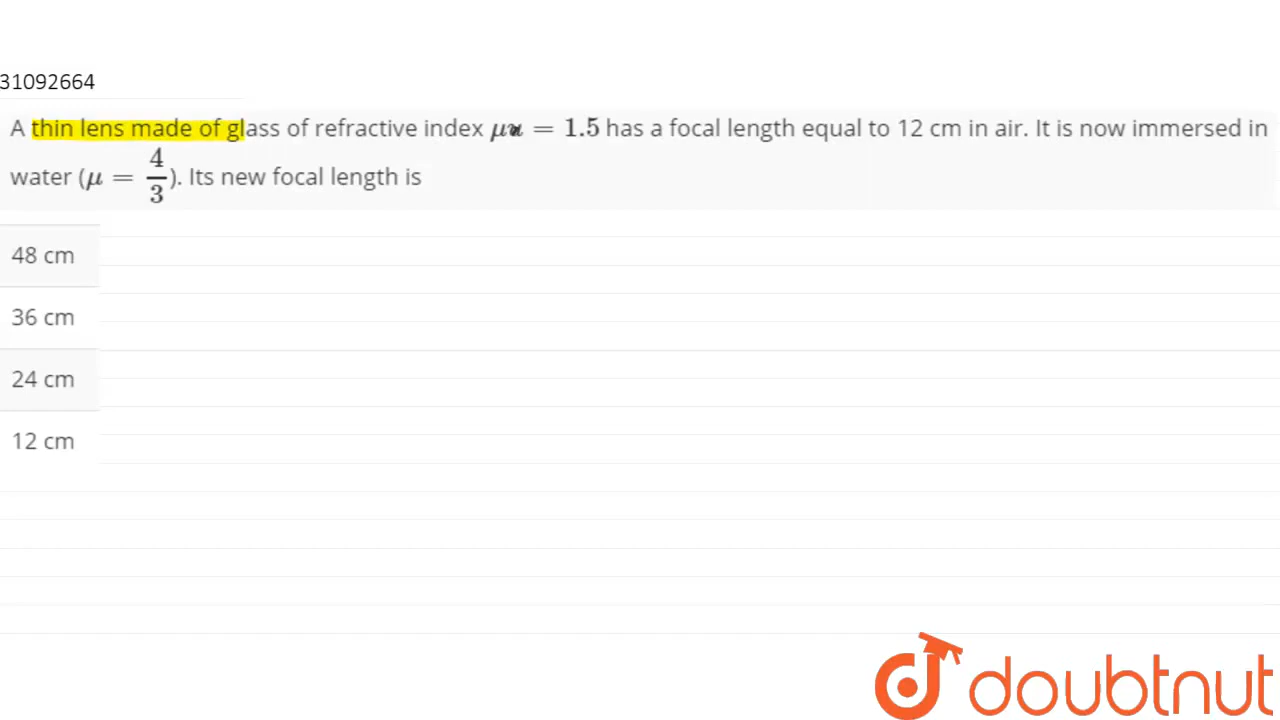 31092664
A thin lens made of glass of refractive index μ = 1.5 has a focal length equal to 12 cm in air. It is now immersed in
water (μ = 4/3). Its new focal length is
48 cm
36 cm
24 cm
12 cm
doubtnut